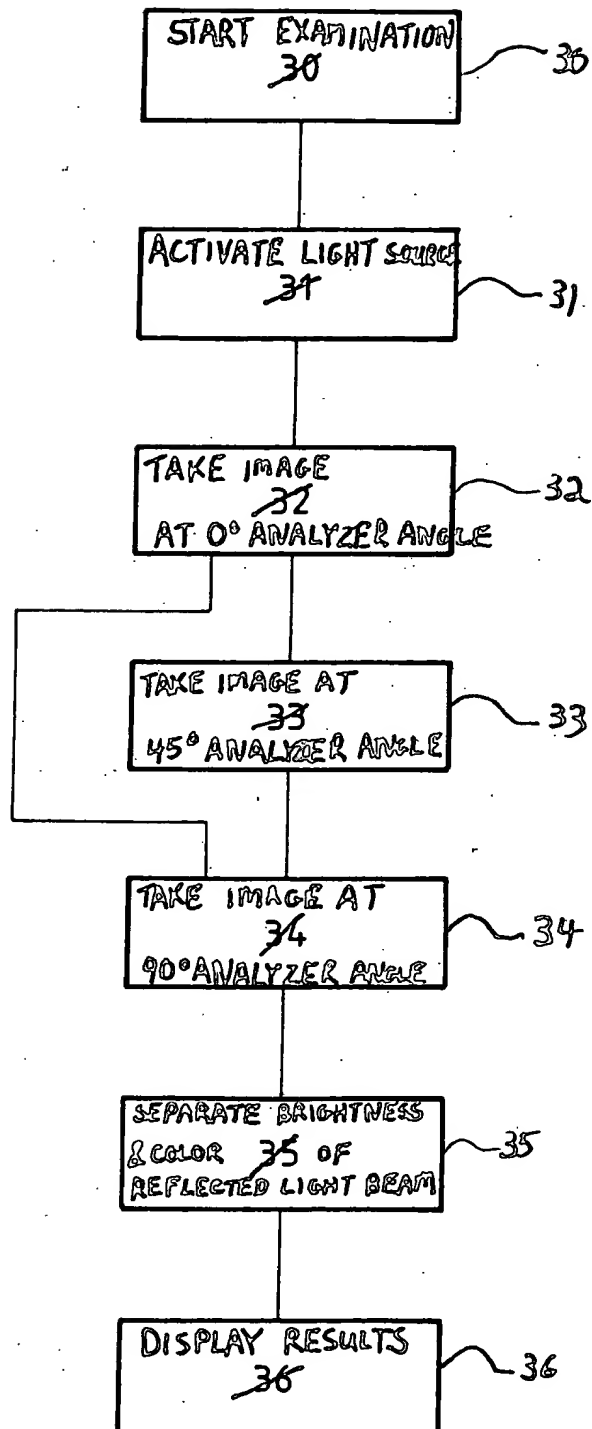 START EXAMINATION
30
30
ACTIVATE LIGHT SOURCE
31
31
TAKE IMAGE
32
32
AT 0° ANALYZER ANGLE
TAKE IMAGE AT
33
33
45° ANALYZER ANGLE
TAKE IMAGE AT
34
34
90° ANALYZER ANGLE
SEPARATE BRIGHTNESS
& COLOR 35 OF
35
REFLECTED LIGHT BEAM
DISPLAY RESULTS
36
36